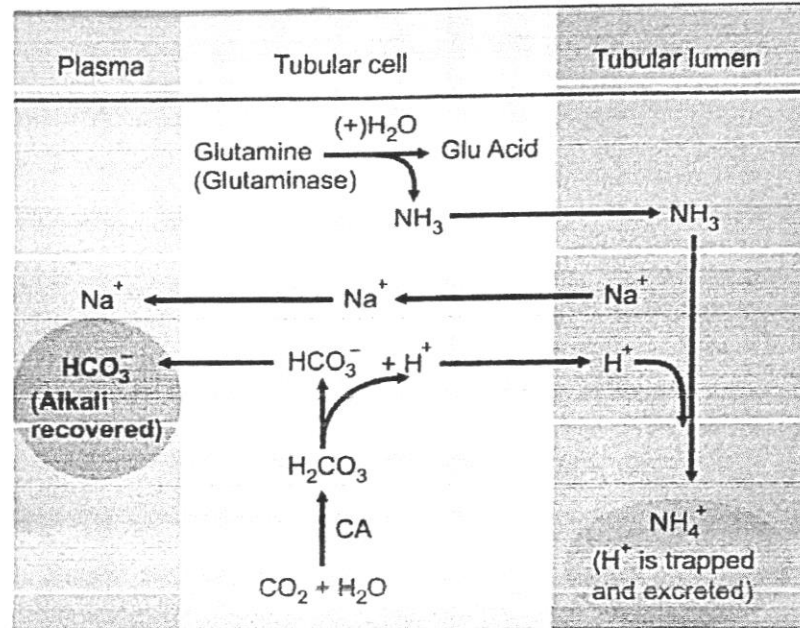 Plasma Tubular cell Tubular lumen
(+)H₂O
Glutamine Glu Acid
(Glutaminase)
NH₃ NH₃
Na⁺ Na⁺ Na⁺
HCO₃⁻ HCO₃⁻ + H⁺ H⁺
(Alkali
recovered)
H₂CO₃
CA
NH₄⁺
(H⁺ is trapped
and excreted)
CO₂ + H₂O